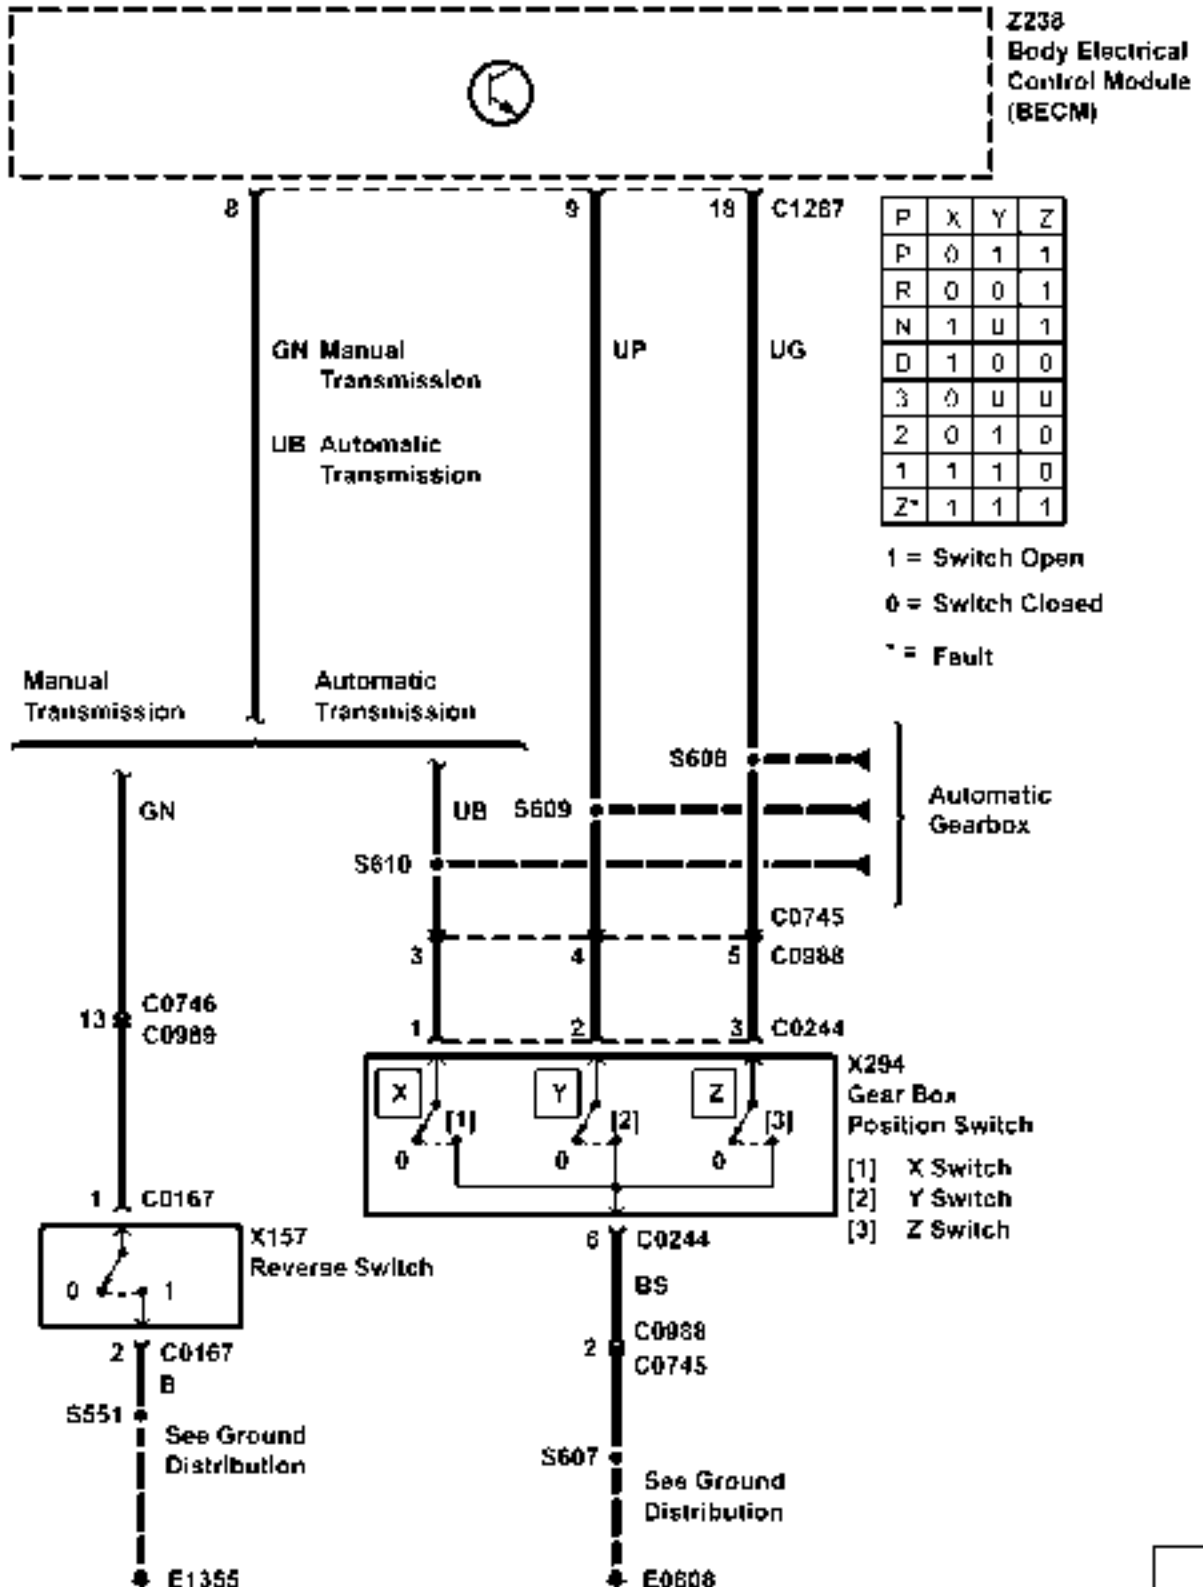 Z238
Body Electrical
Control Module
(BECM)
8
9
18
C1287
P X Y Z
P 0 1 1
R 0 0 1
N 1 0 1
D 1 0 0
3 0 0 0
2 0 1 0
1 1 1 0
Z* 1 1 1
GN Manual
Transmission
UP
UG
UB Automatic
Transmission
1 = Switch Open
0 = Switch Closed
* = Fault
Manual
Transmission
Automatic
Transmission
S608
Automatic
Gearbox
GN
UB
S609
S610
C0745
3
4
5
C0988
13
C0746
C0989
1
2
3
C0244
X
Y
Z
[1]
[2]
[3]
0
0
0
X294
Gear Box
Position Switch
[1] X Switch
[2] Y Switch
[3] Z Switch
1
C0167
X157
Reverse Switch
0
1
6
C0244
BS
2
C0167
B
2
C0988
C0745
S551
See Ground
Distribution
S607
See Ground
Distribution
E1355
E0808